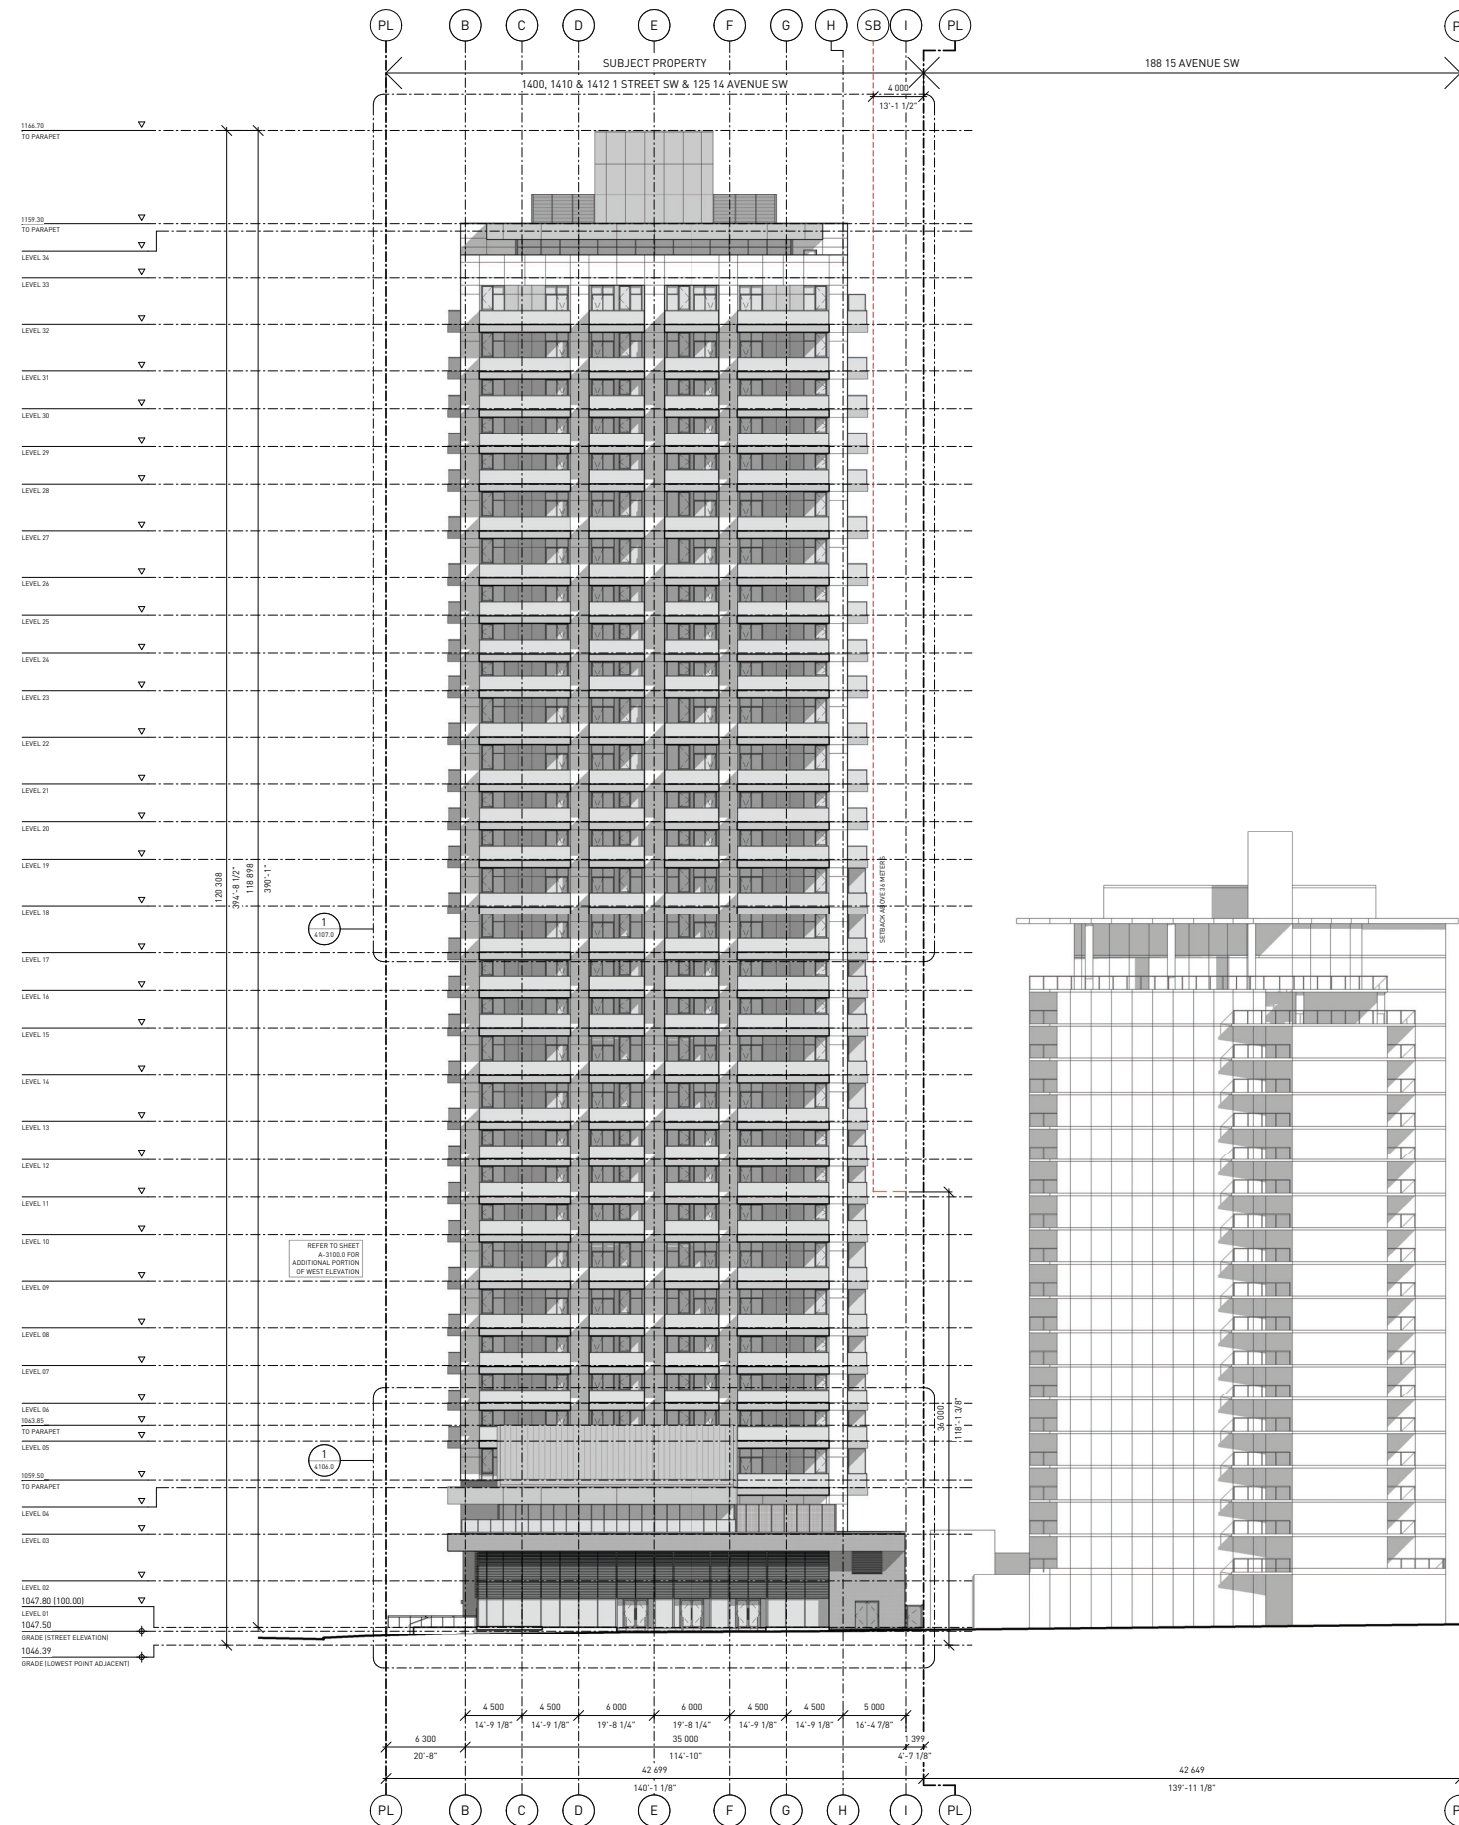 PL B C D E F G H SB I PL
SUBJECT PROPERTY
188 15 AVENUE SW
1400, 1410 & 1412 1 STREET SW & 125 14 AVENUE SW
4 000
13'-1 1/2"
1166.70
TO PARAPET
1159.30
TO PARAPET
LEVEL 34
LEVEL 33
LEVEL 32
LEVEL 31
LEVEL 30
LEVEL 29
LEVEL 28
LEVEL 27
LEVEL 26
LEVEL 25
LEVEL 24
LEVEL 23
LEVEL 22
LEVEL 21
LEVEL 20
LEVEL 19
LEVEL 18
LEVEL 17
LEVEL 16
LEVEL 15
LEVEL 14
LEVEL 13
LEVEL 12
LEVEL 11
LEVEL 10
LEVEL 09
LEVEL 08
LEVEL 07
LEVEL 06
1063.85
TO PARAPET
LEVEL 05
1059.50
TO PARAPET
LEVEL 04
LEVEL 03
LEVEL 02
1047.80 (100.00)
LEVEL 01
1047.50
GRADE (STREET ELEVATION)
1046.39
GRADE (LOWEST POINT ADJACENT)
120 308
394'-8 1/2"
118 898
390'-1"
1
4107.0
SETBACK ABOVE 36 METERS
REFER TO SHEET
A-3100.0 FOR
ADDITIONAL PORTION
OF WEST ELEVATION
1
4106.0
36 000
118'-1 3/8"
4 500 4 500 6 000 6 000 4 500 4 500 5 000
14'-9 1/8" 14'-9 1/8" 19'-8 1/4" 19'-8 1/4" 14'-9 1/8" 14'-9 1/8" 16'-4 7/8"
6 300 35 000 1 399
20'-8" 114'-10" 4'-7 1/8"
42 699 42 649
140'-1 1/8" 139'-11 1/8"
PL B C D E F G H I PL